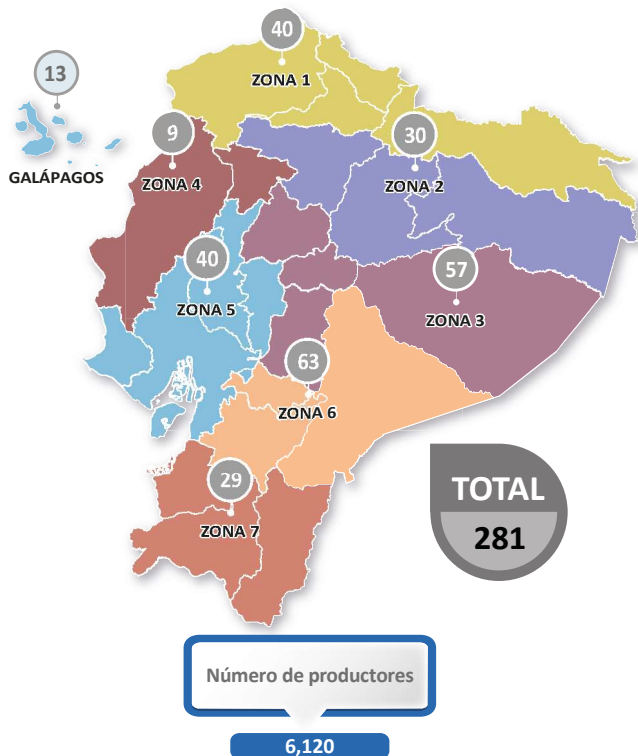 40
ZONA 1
13
GALÁPAGOS
9
ZONA 4
30
ZONA 2
40
ZONA 5
57
ZONA 3
63
ZONA 6
29
ZONA 7
TOTAL
281
Número de productores
6,120